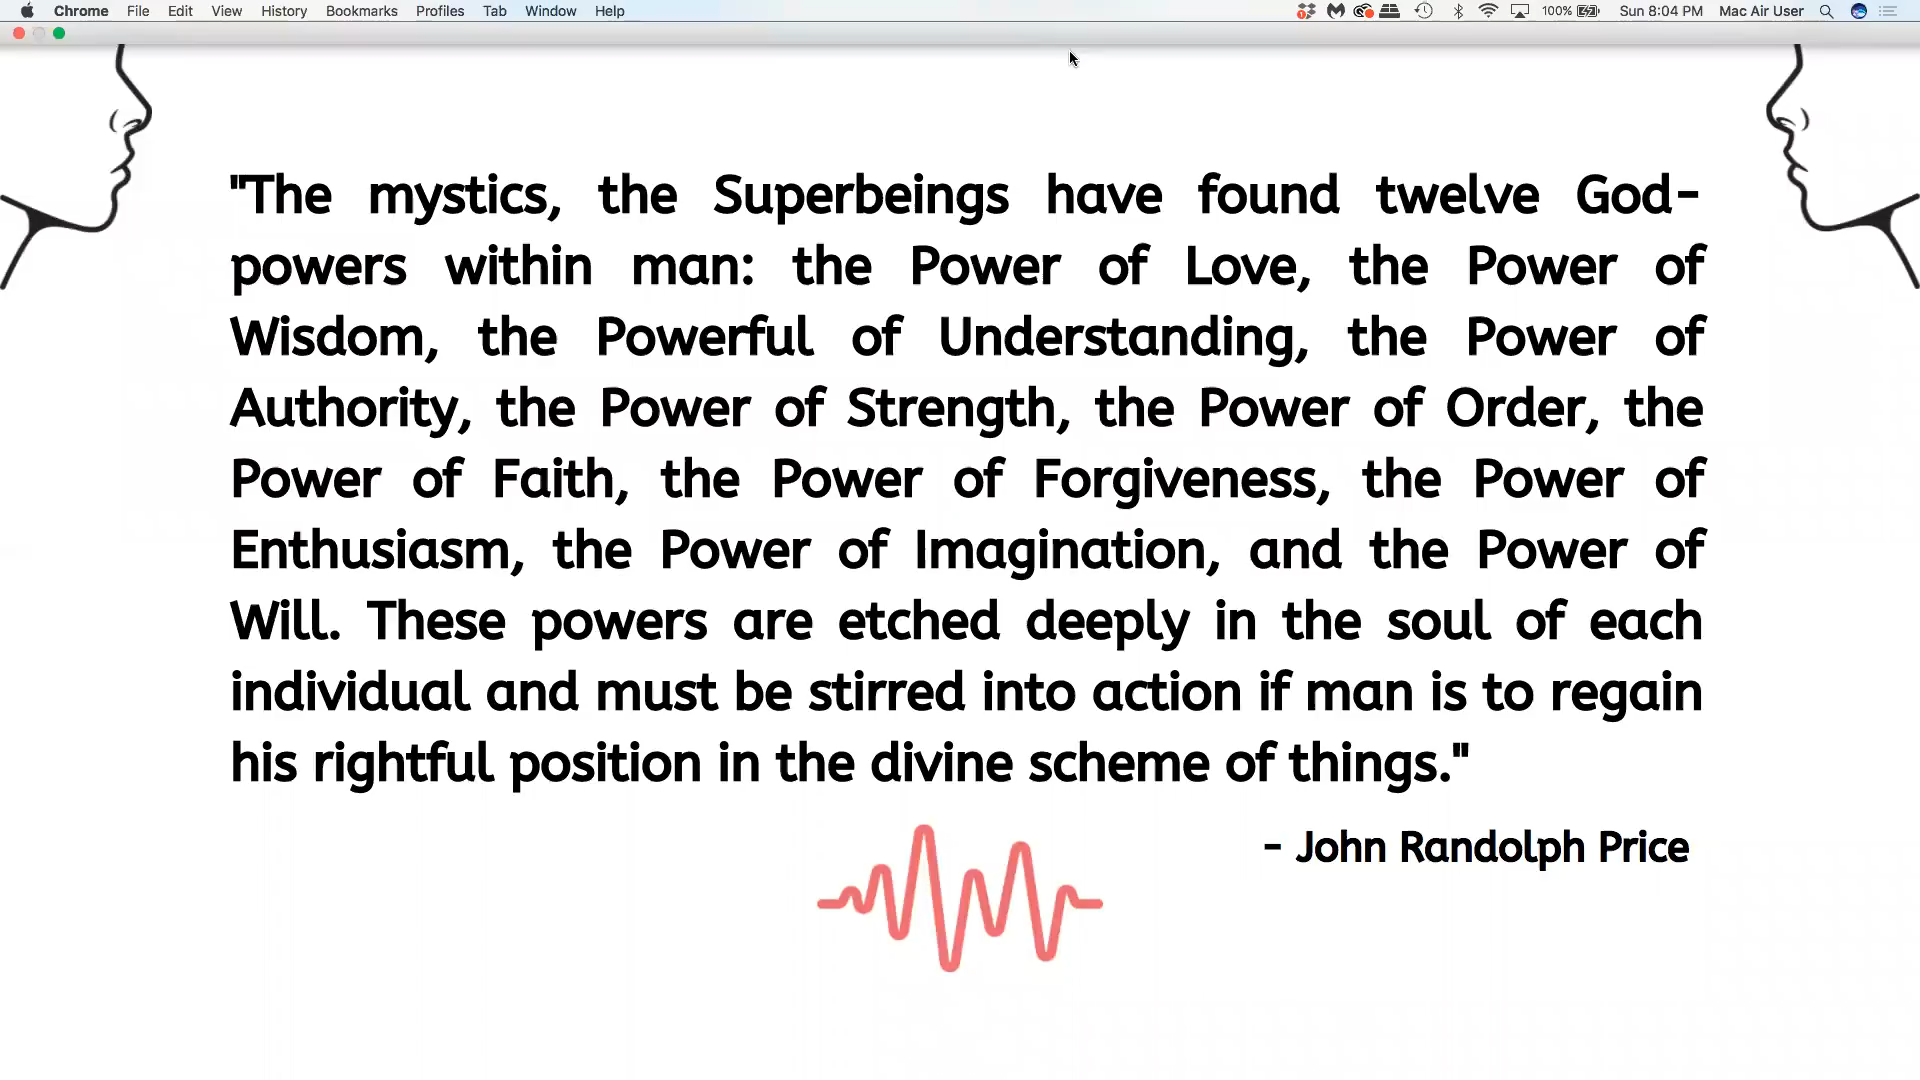 Chrome File Edit View History Bookmarks Profiles Tab Window Help 100% Sun 8:04 PM Mac Air User
"The mystics, the Superbeings have found twelve God-
powers within man: the Power of Love, the Power of
Wisdom, the Powerful of Understanding, the Power of
Authority, the Power of Strength, the Power of Order, the
Power of Faith, the Power of Forgiveness, the Power of
Enthusiasm, the Power of Imagination, and the Power of
Will. These powers are etched deeply in the soul of each
individual and must be stirred into action if man is to regain
his rightful position in the divine scheme of things."
- John Randolph Price